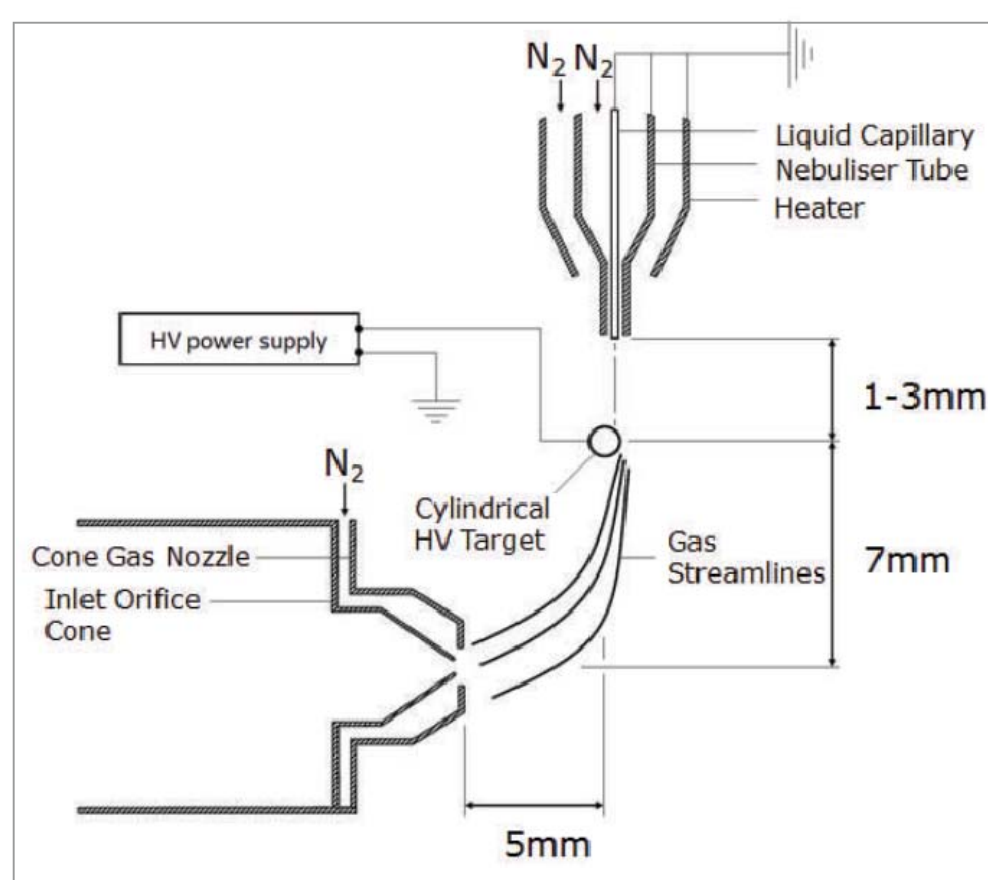 N2 N2
Liquid Capillary
Nebuliser Tube
Heater
HV power supply
1-3mm
N2
Cylindrical
HV Target
Cone Gas Nozzle
Gas
Streamlines
7mm
Inlet Orifice
Cone
5mm